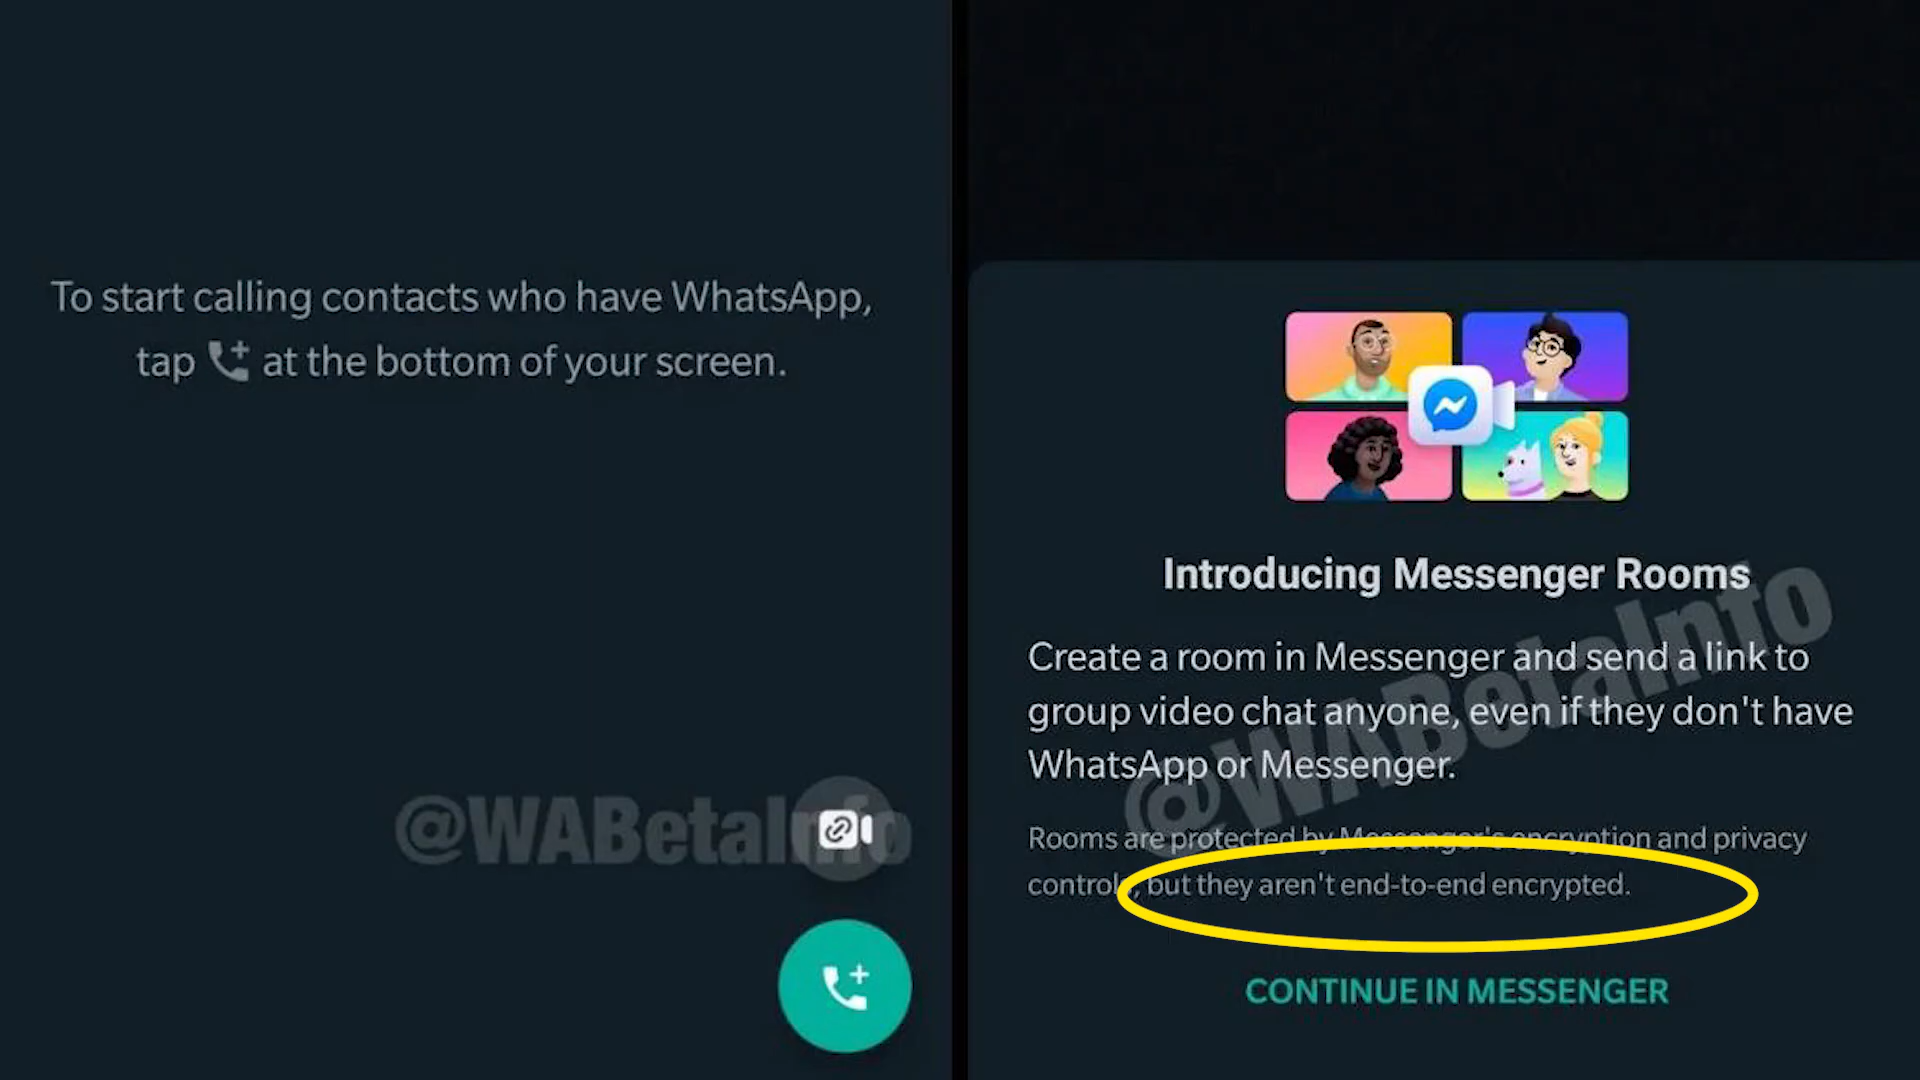 To start calling contacts who have WhatsApp,
tap at the bottom of your screen.
@WABetaInfo
Introducing Messenger Rooms
Create a room in Messenger and send a link to
group video chat anyone, even if they don't have
WhatsApp or Messenger.
@WABetaInfo
Rooms are protected by Messenger's encryption and privacy
controls, but they aren't end-to-end encrypted.
CONTINUE IN MESSENGER